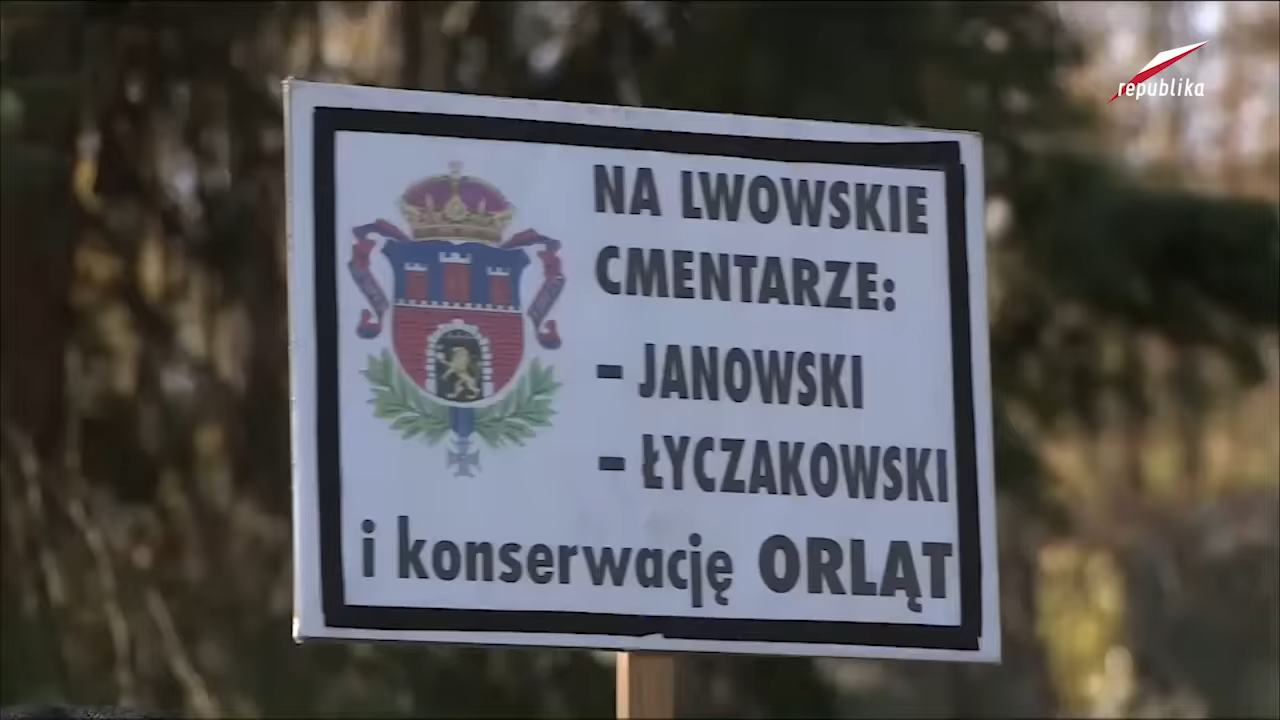 republika
NA LWOWSKIE
CMENTARZE:
– JANOWSKI
– ŁYCZAKOWSKI
i konserwację ORLĄT